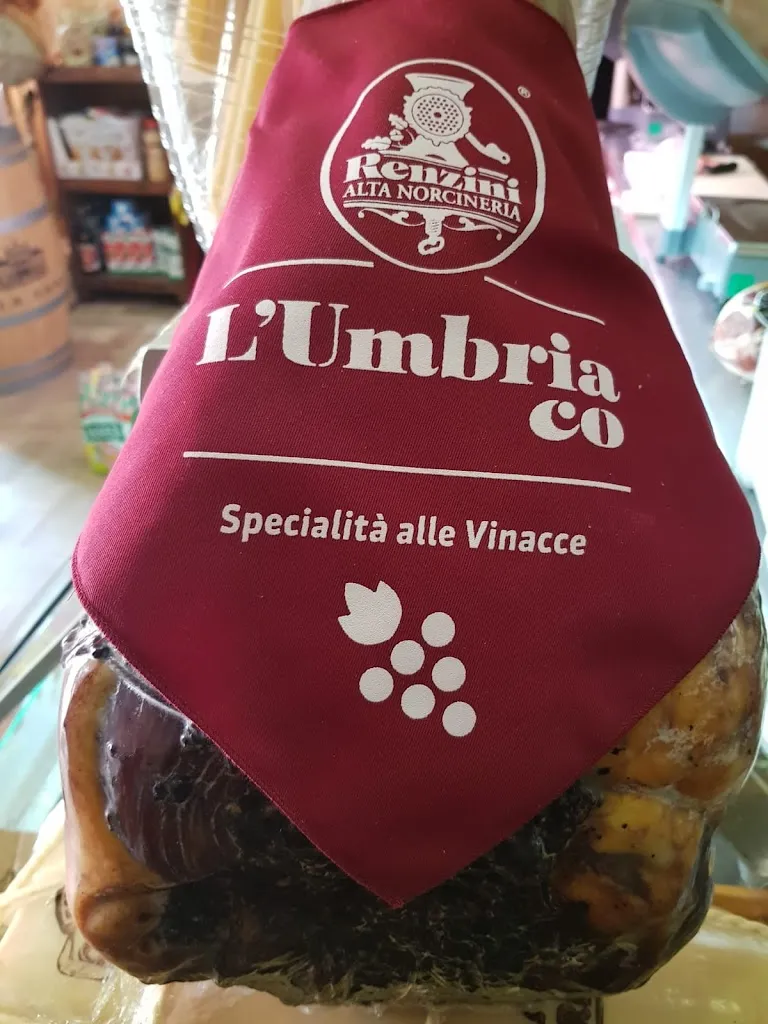 ®
Renzini
ALTA NORCINERIA
L'Umbria
co
Specialità alle Vinacce